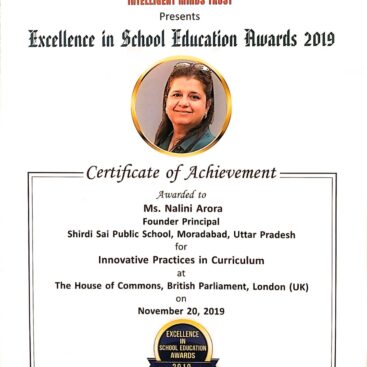 INTELLIGENT MINDS TRUST
Presents
Excellence in School Education Awards 2019
Certificate of Achievement
Awarded to
Ms. Nalini Arora
Founder Principal
Shirdi Sai Public School, Moradabad, Uttar Pradesh
for
Innovative Practices in Curriculum
at
The House of Commons, British Parliament, London (UK)
on
November 20, 2019
EXCELLENCE
IN
SCHOOL EDUCATION
AWARDS
2019